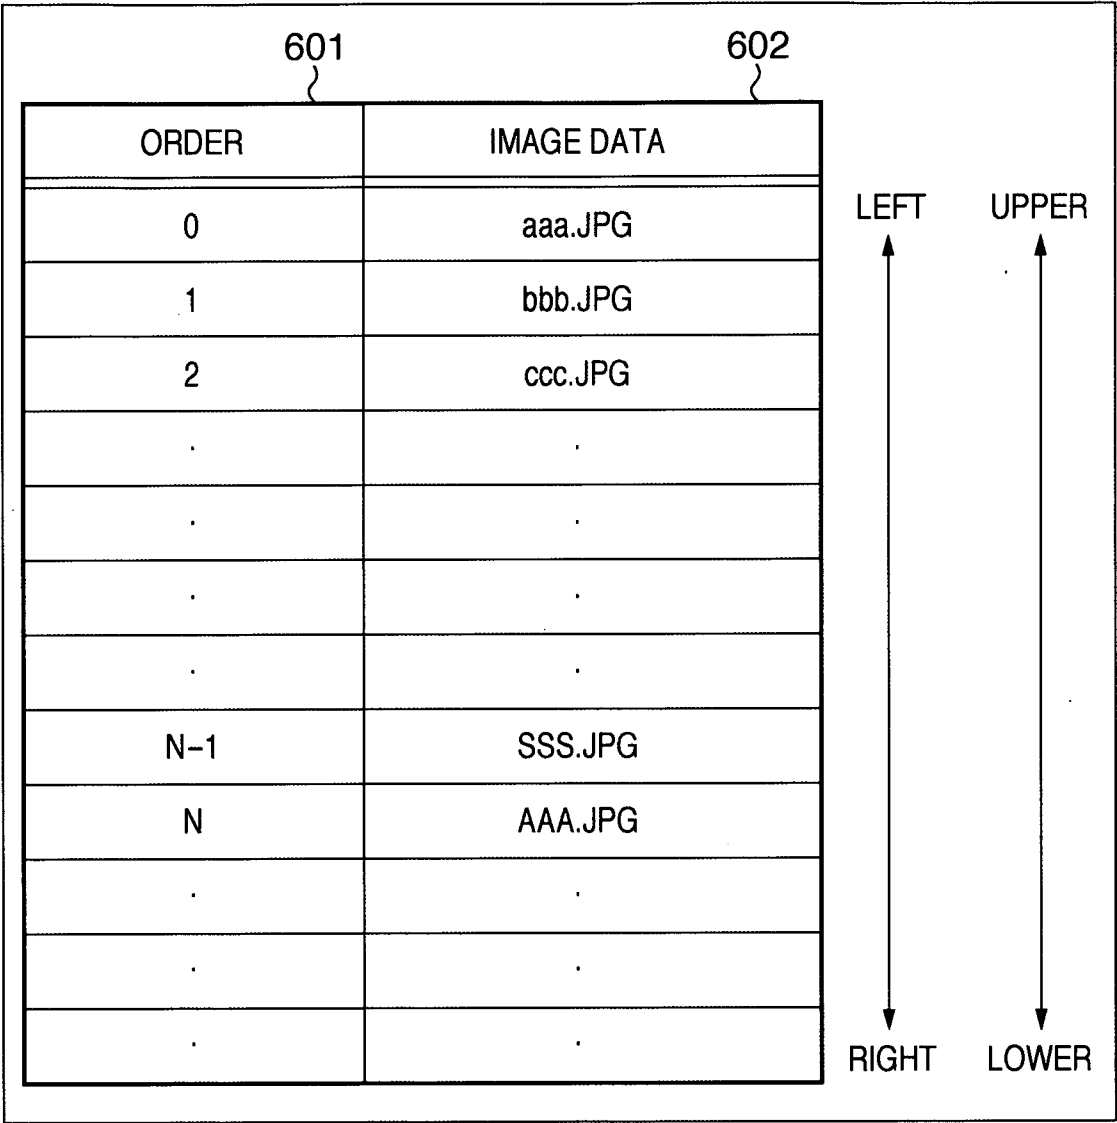 601 602
ORDER IMAGE DATA
0 aaa.JPG
1 bbb.JPG
2 ccc.JPG
. .
. .
. .
. .
N-1 SSS.JPG
N AAA.JPG
. .
. .
. .
LEFT UPPER
RIGHT LOWER